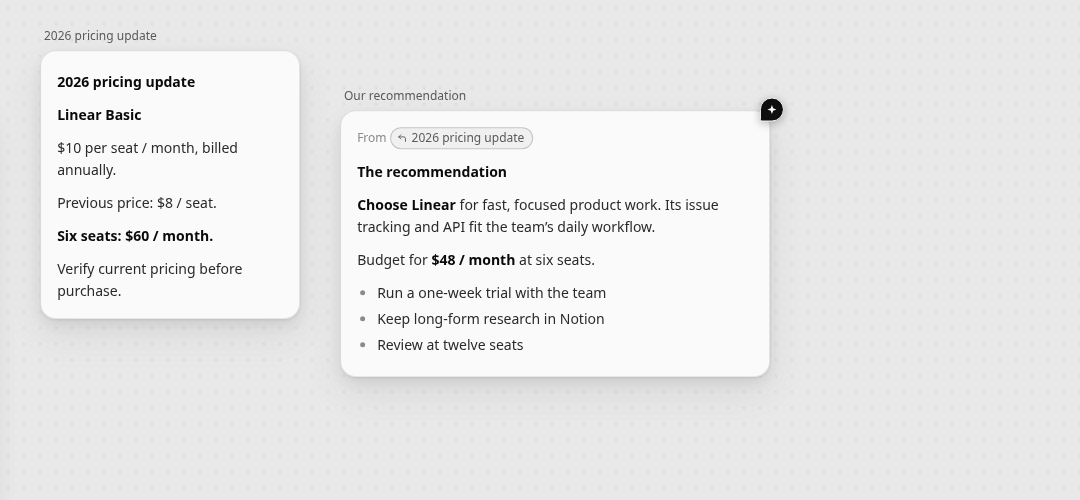 2026 pricing update
2026 pricing update
Linear Basic
$10 per seat / month, billed
annually.
Previous price: $8 / seat.
Six seats: $60 / month.
Verify current pricing before
purchase.
Our recommendation
From 2026 pricing update
The recommendation
Choose Linear for fast, focused product work. Its issue
tracking and API fit the team’s daily workflow.
Budget for $48 / month at six seats.
Run a one-week trial with the team
Keep long-form research in Notion
Review at twelve seats